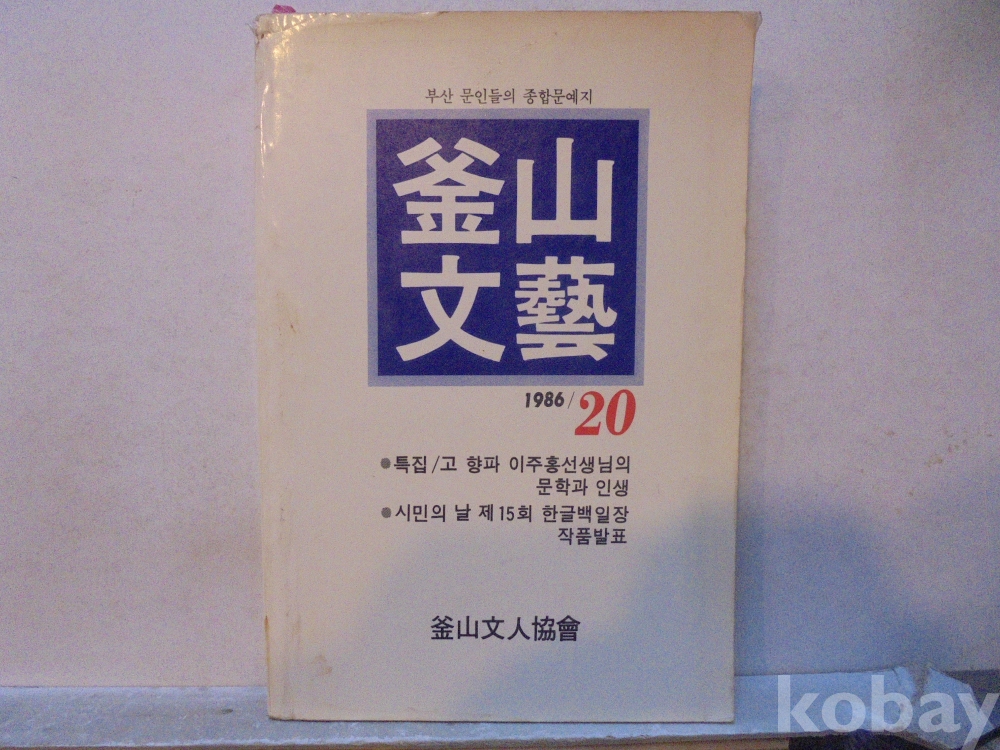 부산 문인들의 종합문예지
釜山
文藝
1986/20
●특집/고 향파 이주홍선생님의
문학과 인생
●시민의 날 제15회 한글백일장
작품발표
釜山文人協會
kobay